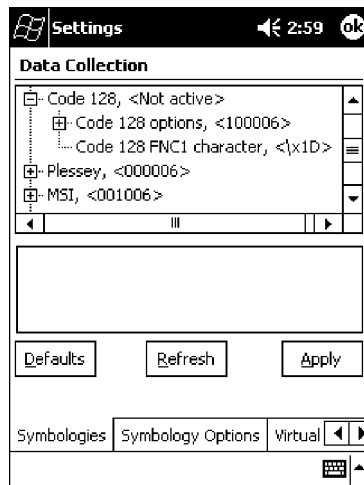 Settings 2:59 ok
Data Collection
Code 128, <Not active>
Code 128 options, <100006>
Code 128 FNC1 character, <\x1D>
Plessey, <000006>
MSI, <001006>
Defaults Refresh Apply
Symbologies Symbology Options Virtual